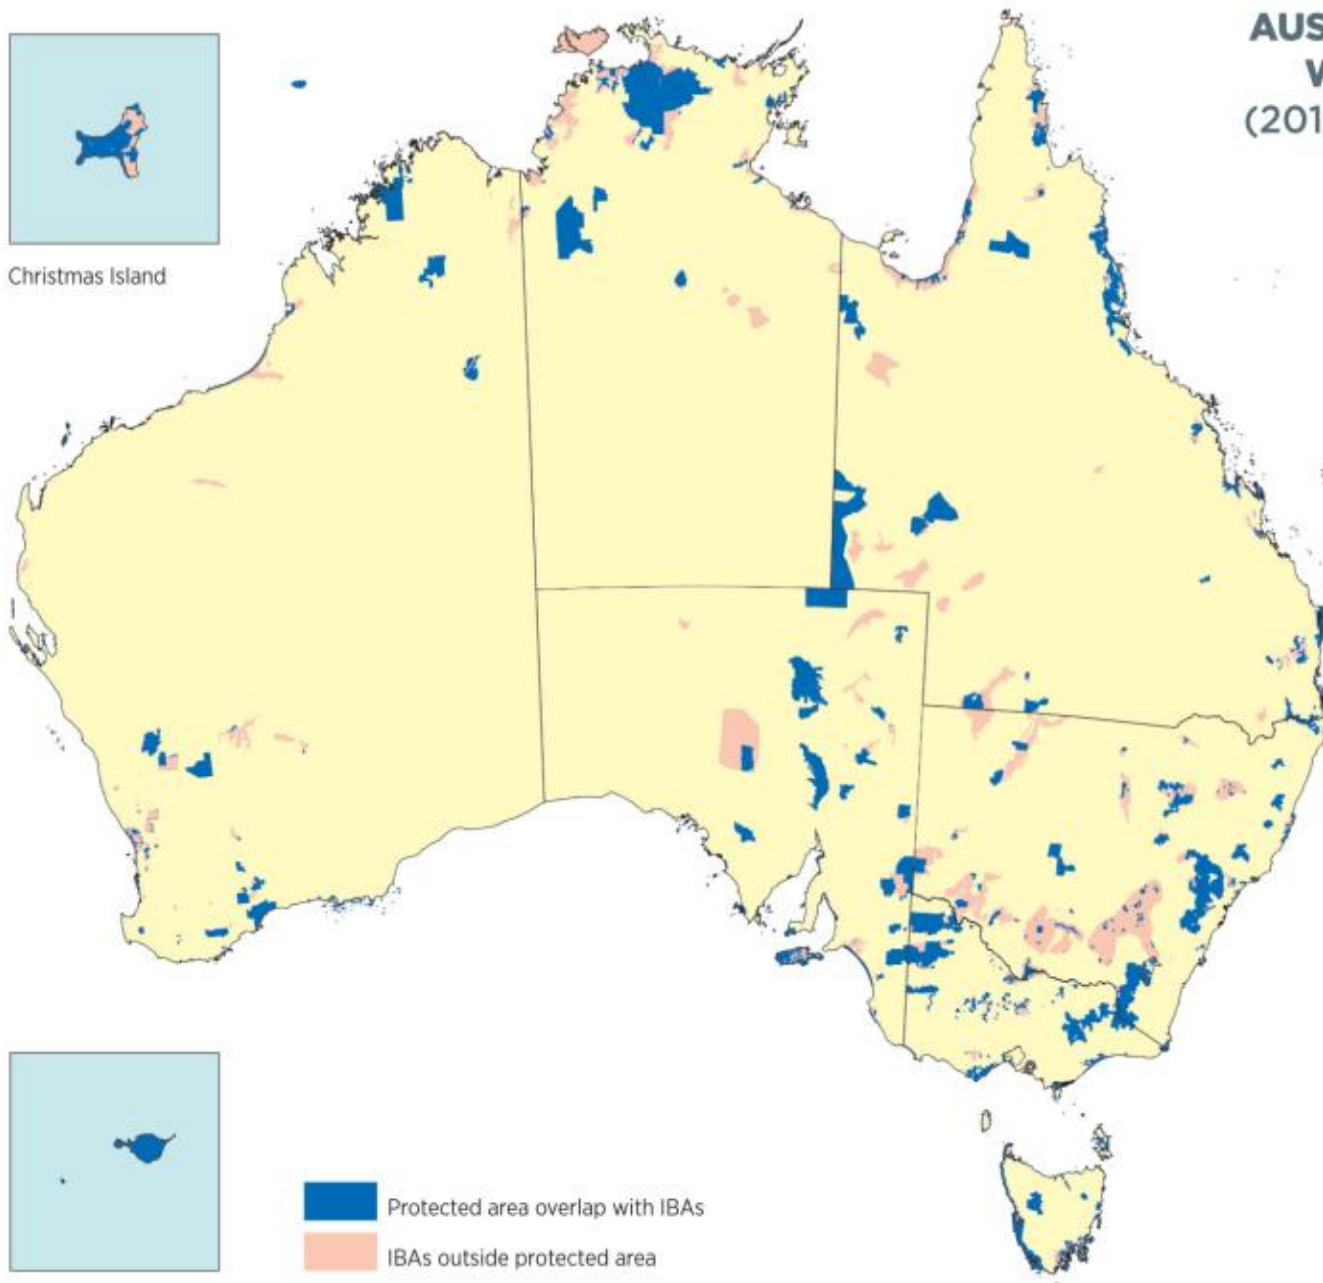 AUS
(201
Christmas Island
Protected area overlap with IBAs
IBAs outside protected area